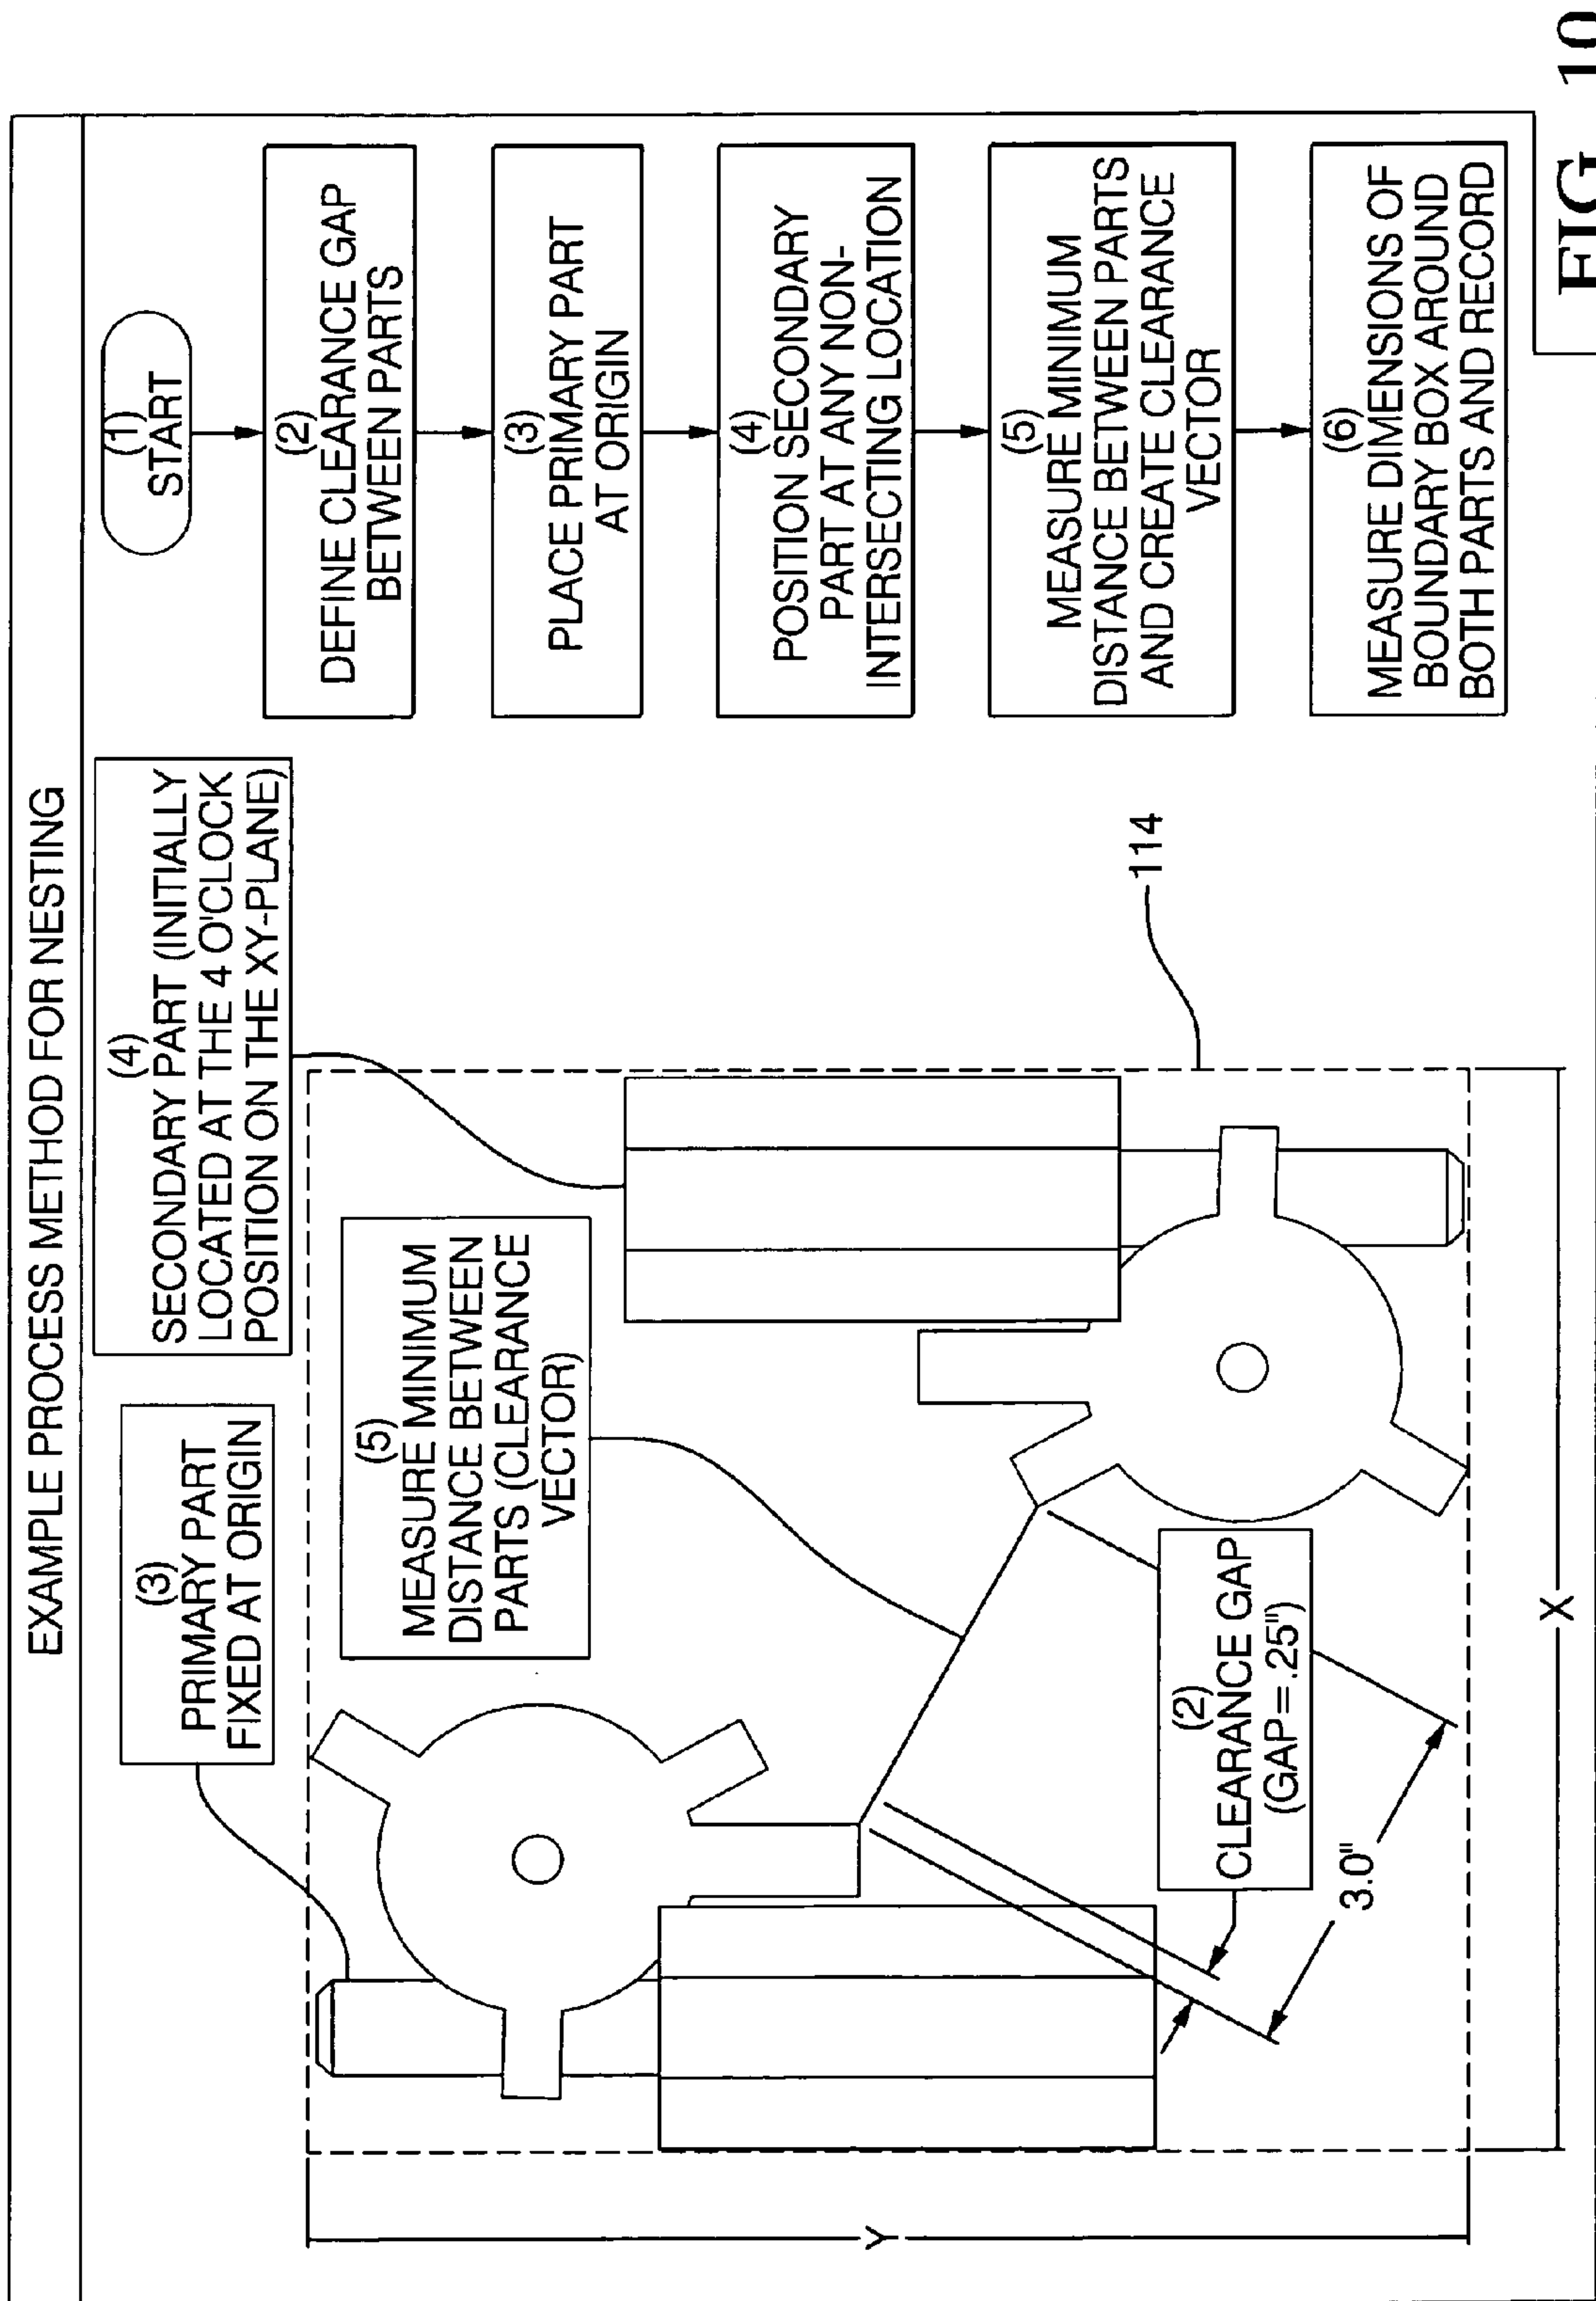 EXAMPLE PROCESS METHOD FOR NESTING
(3)
PRIMARY PART
FIXED AT ORIGIN
(4)
SECONDARY PART (INITIALLY
LOCATED AT THE 4 O'CLOCK
POSITION ON THE XY-PLANE)
(5)
MEASURE MINIMUM
DISTANCE BETWEEN
PARTS (CLEARANCE
VECTOR)
(2)
CLEARANCE GAP
(GAP=.25")
3.0"
Y
X
114
(1)
START
(2)
DEFINE CLEARANCE GAP
BETWEEN PARTS
(3)
PLACE PRIMARY PART
AT ORIGIN
(4)
POSITION SECONDARY
PART AT ANY NON-
INTERSECTING LOCATION
(5)
MEASURE MINIMUM
DISTANCE BETWEEN PARTS
AND CREATE CLEARANCE
VECTOR
(6)
MEASURE DIMENSIONS OF
BOUNDARY BOX AROUND
BOTH PARTS AND RECORD
FIG 10